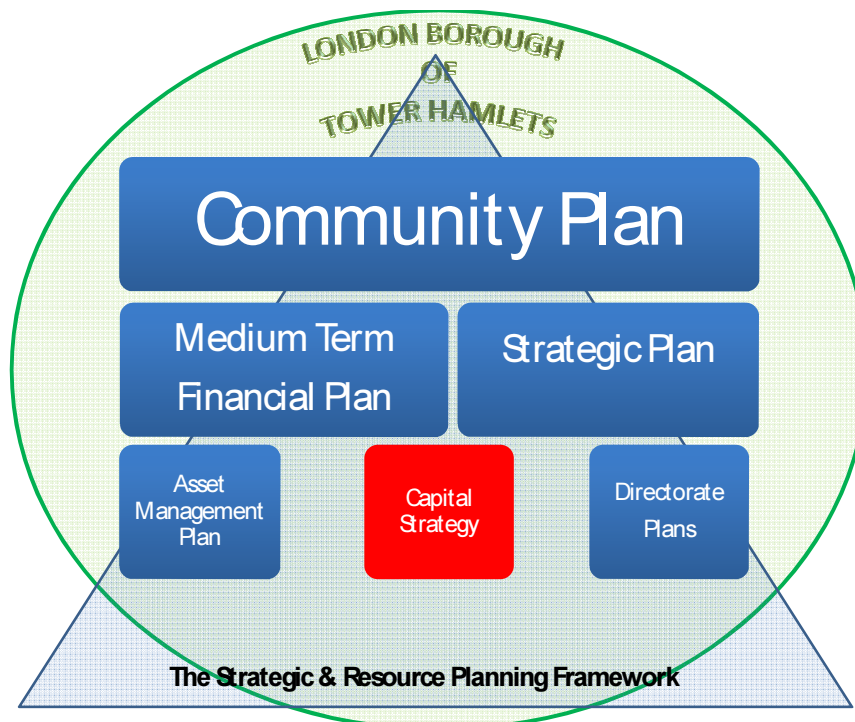 LONDON BOROUGH
OF
TOWER HAMLETS
Community Plan
Medium Term
Financial Plan
Strategic Plan
Asset
Management
Plan
Capital
Strategy
Directorate
Plans
The Strategic & Resource Planning Framework